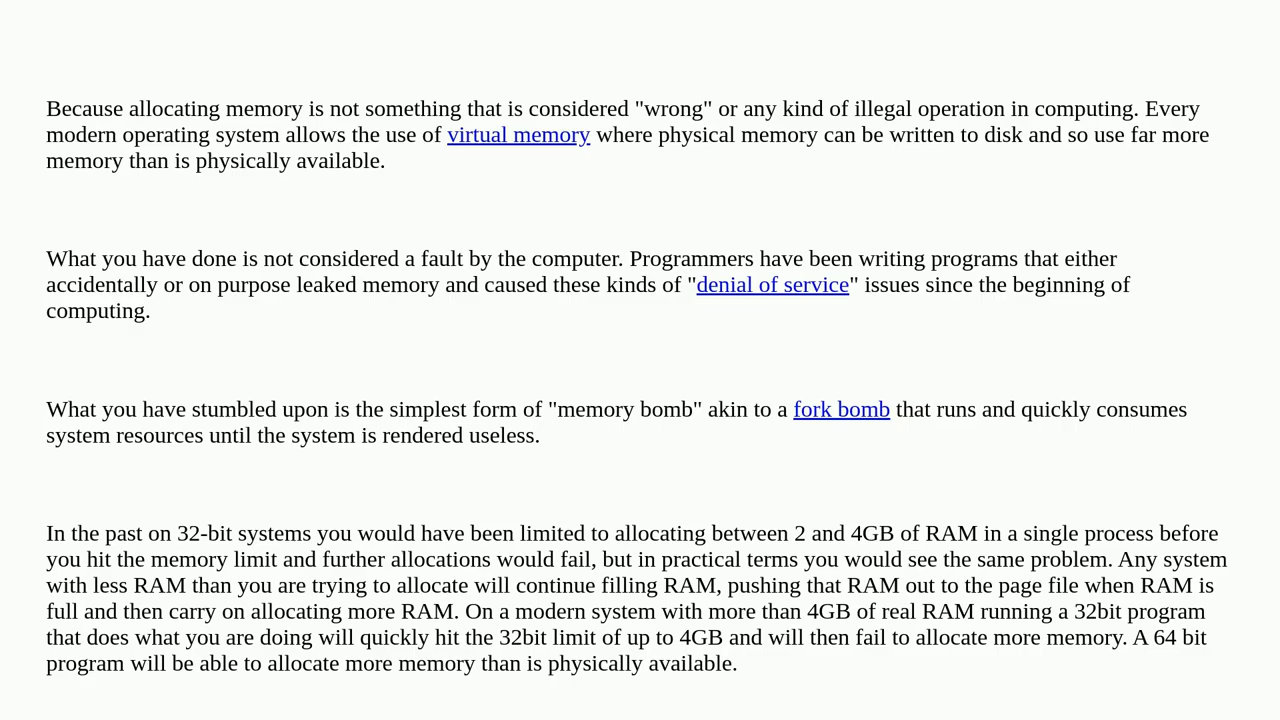 Because allocating memory is not something that is considered "wrong" or any kind of illegal operation in computing. Every
modern operating system allows the use of virtual memory where physical memory can be written to disk and so use far more
memory than is physically available.
What you have done is not considered a fault by the computer. Programmers have been writing programs that either
accidentally or on purpose leaked memory and caused these kinds of "denial of service" issues since the beginning of
computing.
What you have stumbled upon is the simplest form of "memory bomb" akin to a fork bomb that runs and quickly consumes
system resources until the system is rendered useless.
In the past on 32-bit systems you would have been limited to allocating between 2 and 4GB of RAM in a single process before
you hit the memory limit and further allocations would fail, but in practical terms you would see the same problem. Any system
with less RAM than you are trying to allocate will continue filling RAM, pushing that RAM out to the page file when RAM is
full and then carry on allocating more RAM. On a modern system with more than 4GB of real RAM running a 32bit program
that does what you are doing will quickly hit the 32bit limit of up to 4GB and will then fail to allocate more memory. A 64 bit
program will be able to allocate more memory than is physically available.